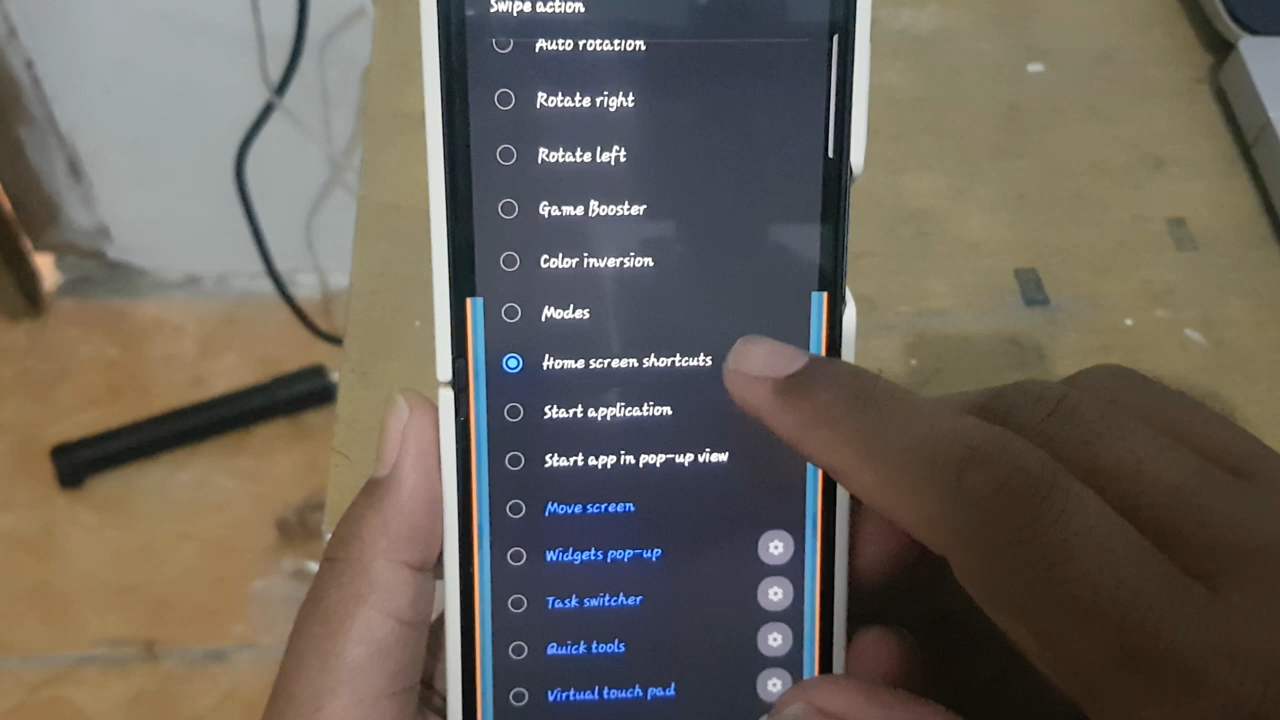 Swipe action
Auto rotation
Rotate right
Rotate left
Game Booster
Color inversion
Modes
Home screen shortcuts
Start application
Start app in pop-up view
Move screen
Widgets pop-up
Task switcher
Quick tools
Virtual touch pad